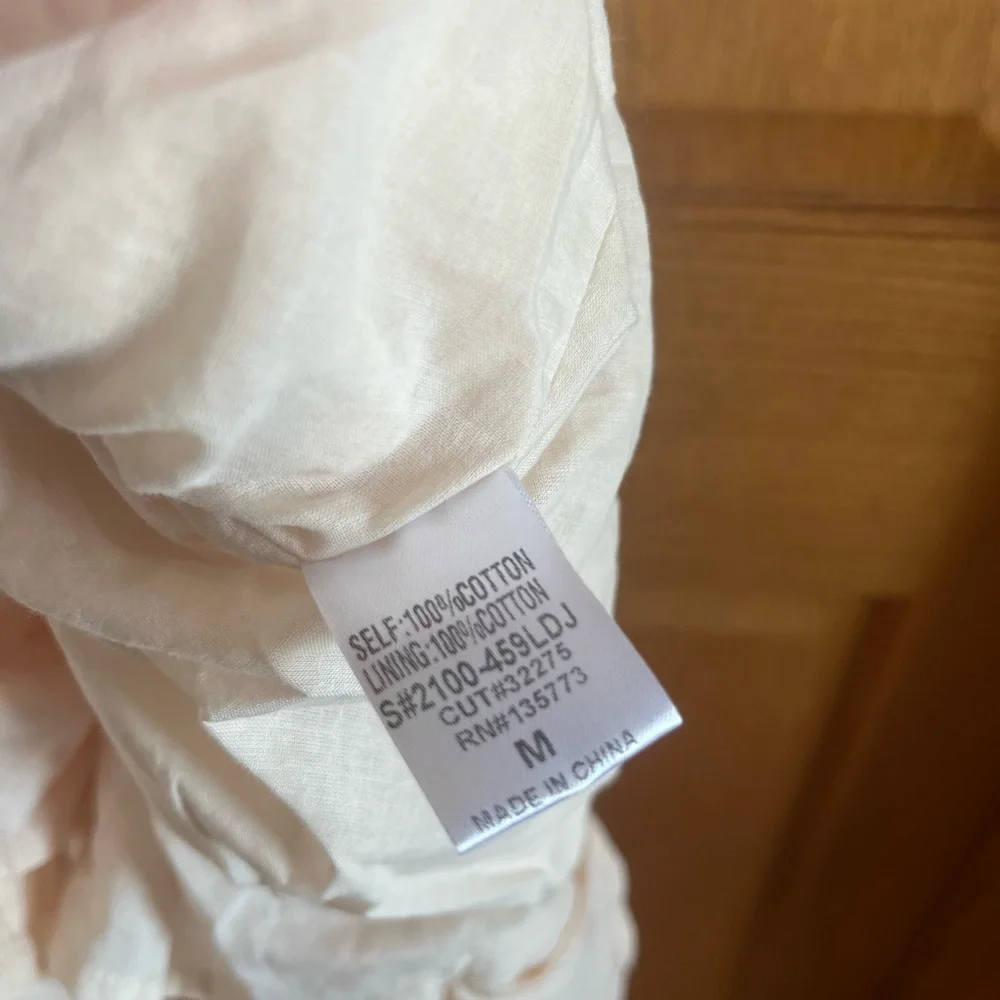 SELF:100%COTTON
LINING:100%COTTON
S#2100-459LDJ
CUT#32275
RN#135773
M
MADE IN CHINA